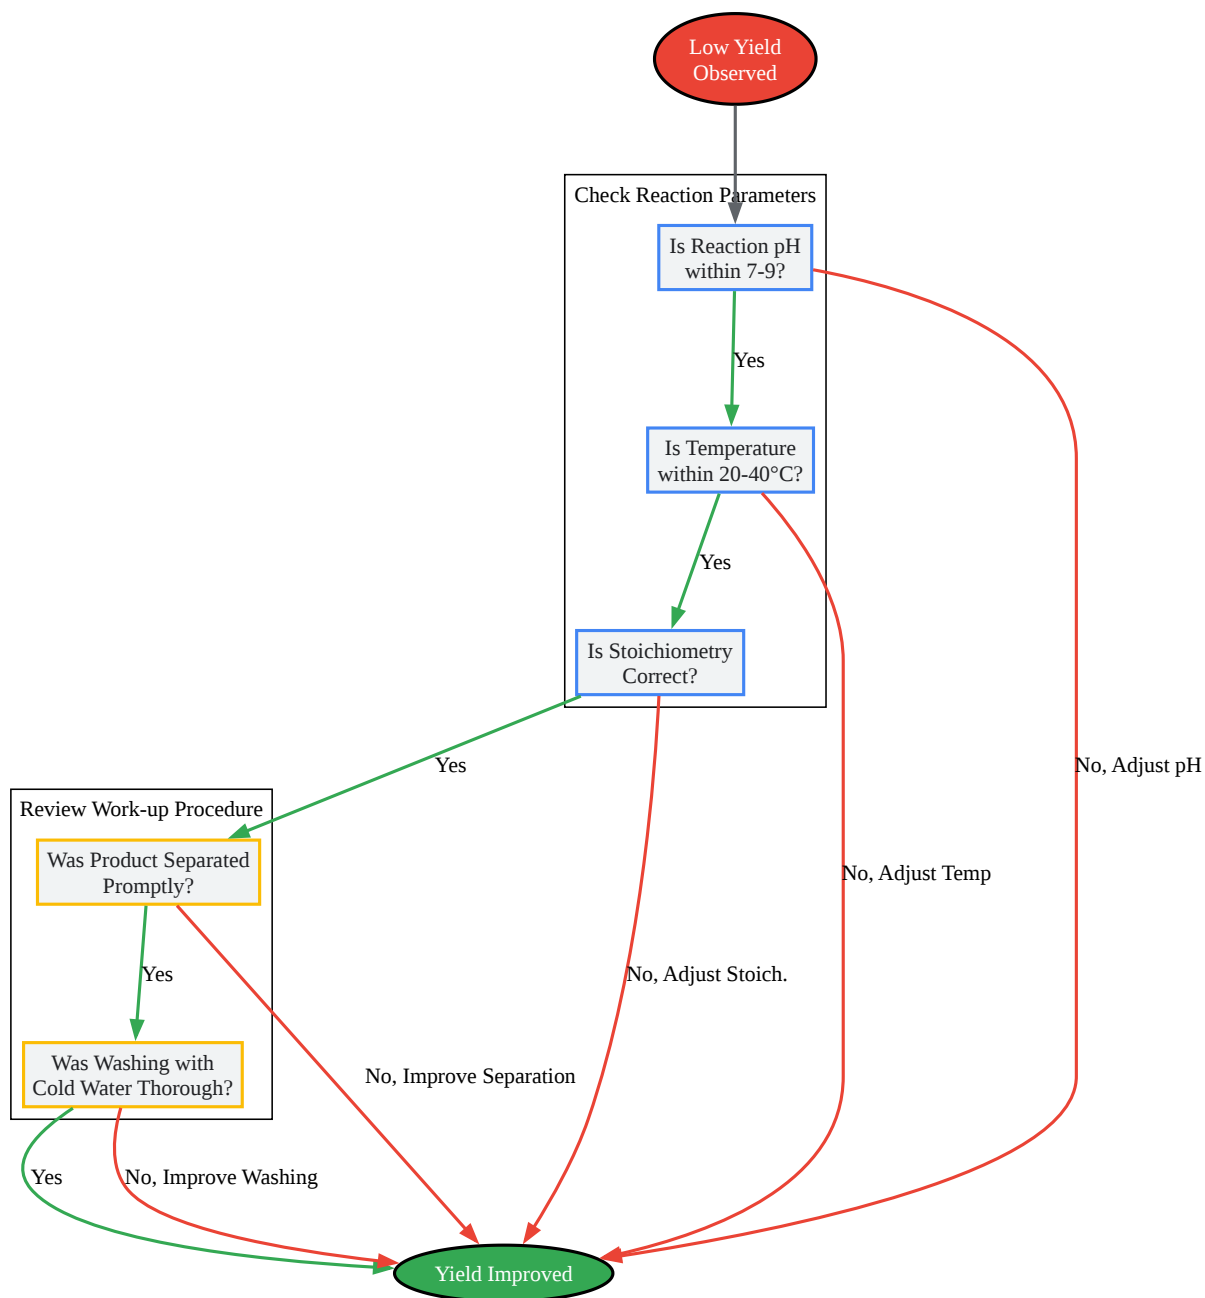 Low Yield
Observed
Check Reaction Parameters
Is Reaction pH
within 7-9?
Yes
Is Temperature
within 20-40°C?
Yes
Is Stoichiometry
Correct?
Yes
No, Adjust pH
Review Work-up Procedure
Was Product Separated
Promptly?
No, Adjust Temp
Yes
No, Adjust Stoich.
Was Washing with
Cold Water Thorough?
No, Improve Separation
Yes
No, Improve Washing
Yield Improved